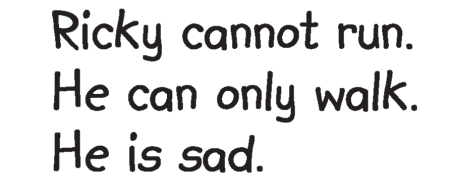 Ricky cannot run.
He can only walk.
He is sad.